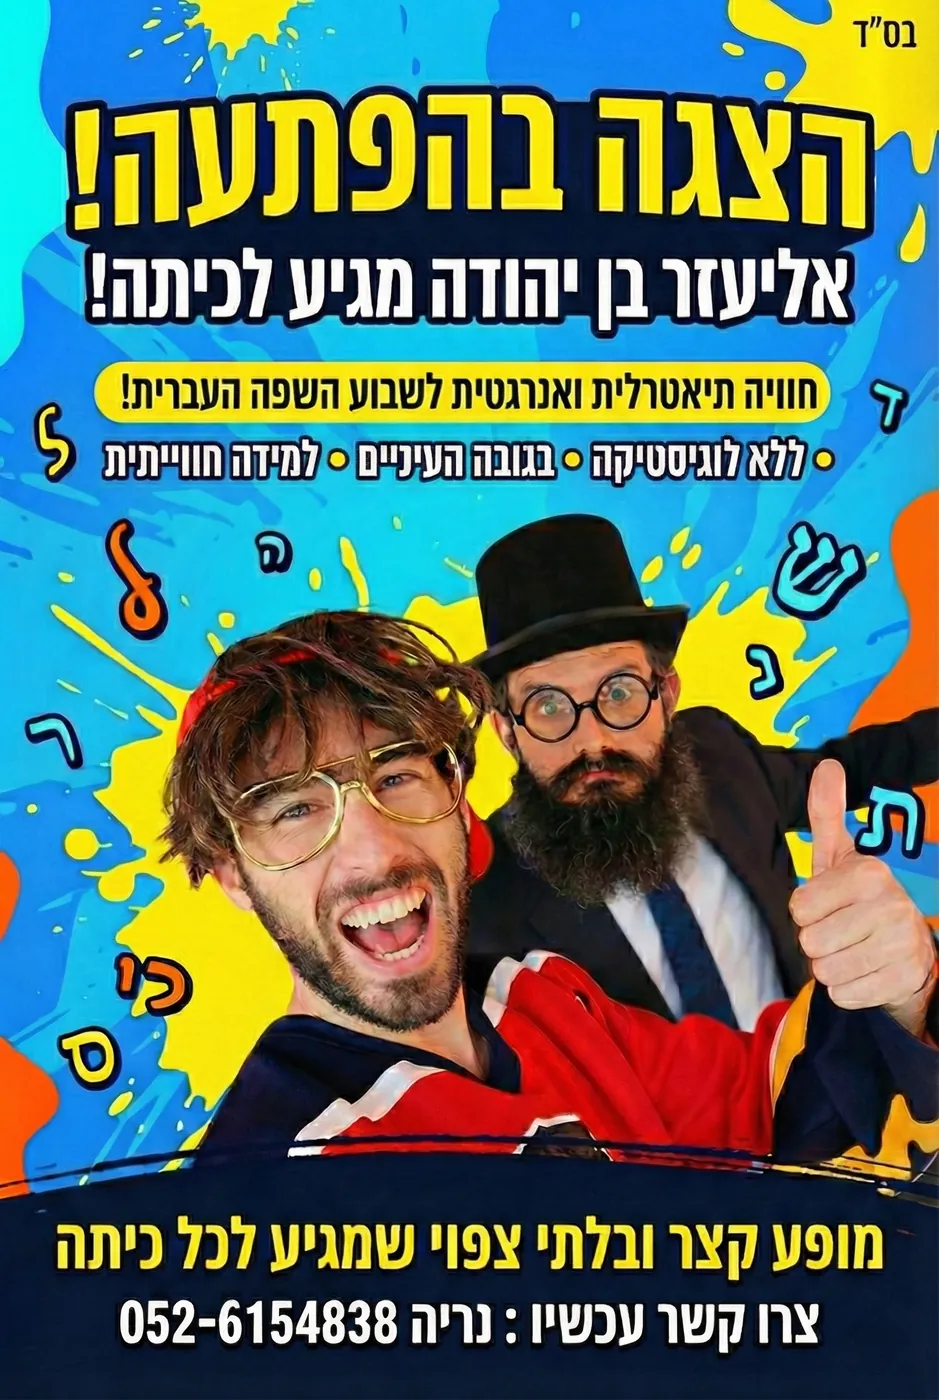 בס"ד
הצגה בהפתעה!
אליעזר בן יהודה מגיע לכיתה!
חוויה תיאטרלית ואנרגטית לשבוע השפה העברית!
• ללא לוגיסטיקה • בגובה העיניים • למידה חווייתית
ד
ל
ל
ה
ש
נ
ר
ת
כי
ס
מופע קצר ובלתי צפוי שמגיע לכל כיתה
צרו קשר עכשיו : נריה 052-6154838